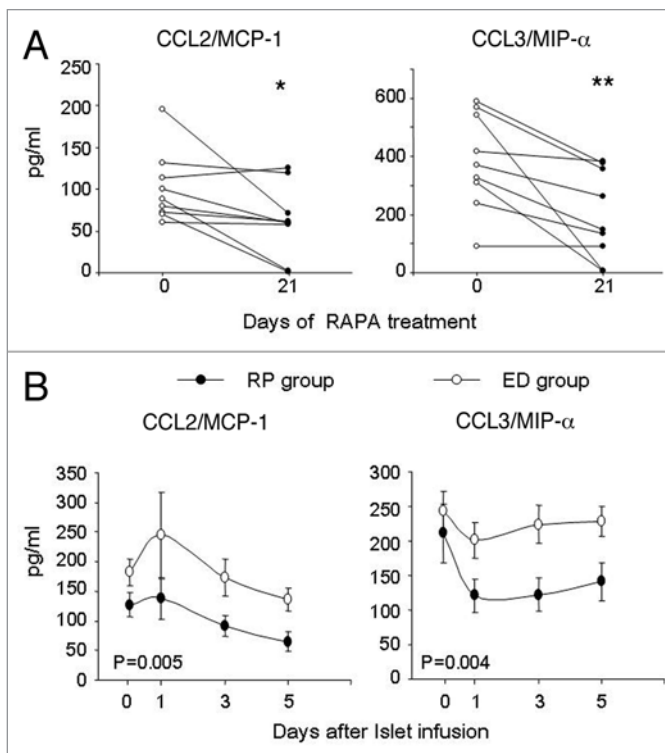 A
CCL2/MCP-1
CCL3/MIP-α
250
200
150
100
50
0
pg/ml
*
0
21
600
400
200
0
**
0
21
Days of RAPA treatment
B
RP group
ED group
CCL2/MCP-1
CCL3/MIP-α
350
300
250
200
150
100
50
0
pg/ml
P=0.005
0
1
3
5
300
250
200
150
100
50
0
P=0.004
0
1
3
5
Days after Islet infusion